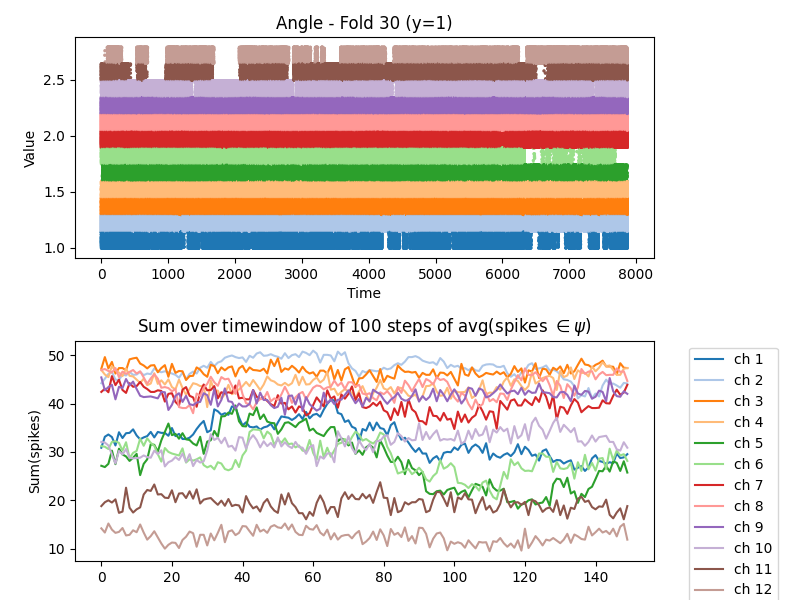 Angle - Fold 30 (y=1)
Value
2.5
2.0
1.5
1.0
0 1000 2000 3000 4000 5000 6000 7000 8000
Time
Sum over timewindow of 100 steps of avg(spikes ∈ ψ)
Sum(spikes)
50
40
30
20
10
0 20 40 60 80 100 120 140
ch 1
ch 2
ch 3
ch 4
ch 5
ch 6
ch 7
ch 8
ch 9
ch 10
ch 11
ch 12